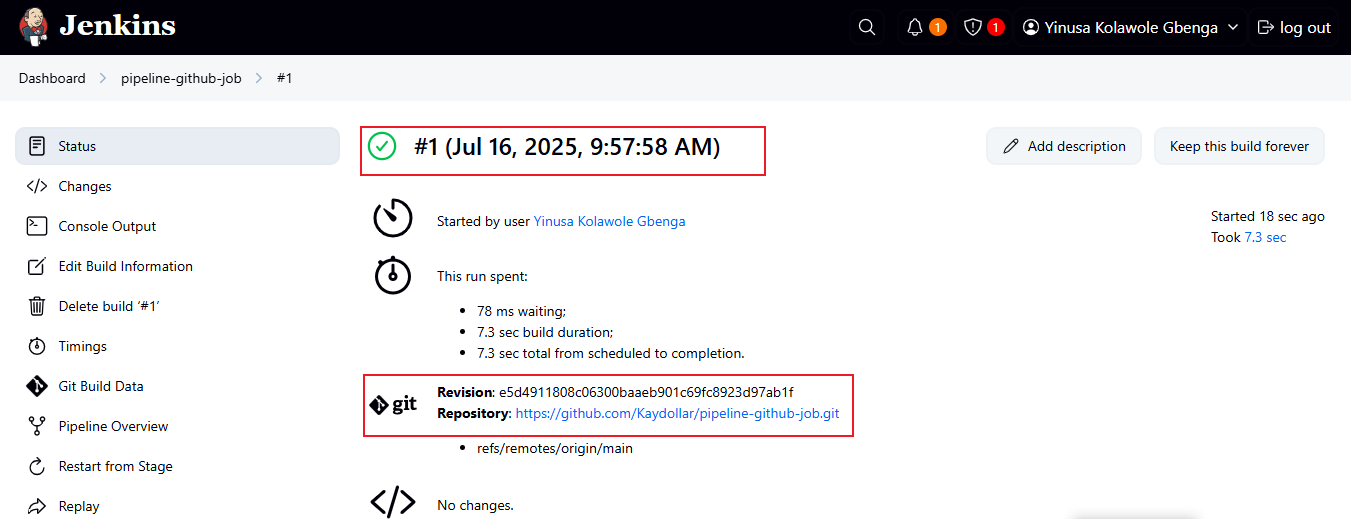 Jenkins
1
1
Yinusa Kolawole Gbenga
log out
Dashboard
pipeline-github-job
#1
Status
Changes
Console Output
Edit Build Information
Delete build ‘#1’
Timings
Git Build Data
Pipeline Overview
Restart from Stage
Replay
#1 (Jul 16, 2025, 9:57:58 AM)
Add description
Keep this build forever
Started by user Yinusa Kolawole Gbenga
Started 18 sec ago
Took 7.3 sec
This run spent:
78 ms waiting;
7.3 sec build duration;
7.3 sec total from scheduled to completion.
git
Revision: e5d4911808c06300baaeb901c69fc8923d97ab1f
Repository: https://github.com/Kaydollar/pipeline-github-job.git
refs/remotes/origin/main
No changes.